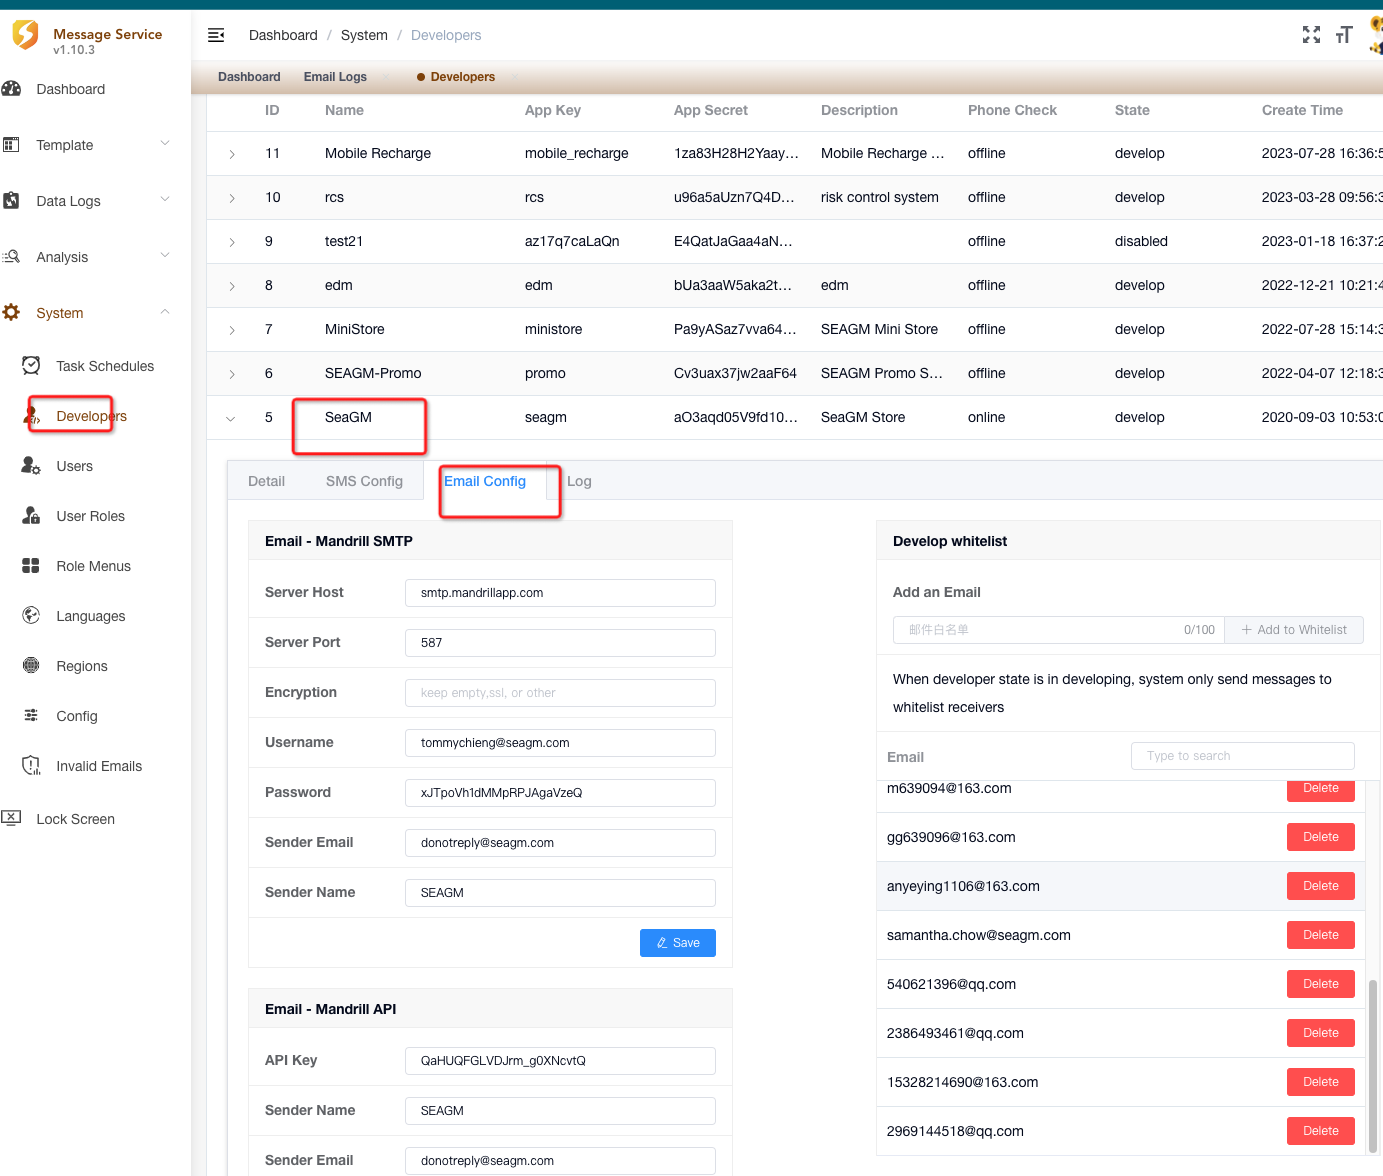 Message Service
v1.10.3
Dashboard / System / Developers
Dashboard Email Logs Developers
Dashboard
Template
Data Logs
Analysis
System
Task Schedules
Developers
Users
User Roles
Role Menus
Languages
Regions
Config
Invalid Emails
Lock Screen
ID Name App Key App Secret Description Phone Check State Create Time
11 Mobile Recharge mobile_recharge 1za83H28H2Yaay... Mobile Recharge ... offline develop 2023-07-28 16:36:5
10 rcs rcs u96a5aUzn7Q4D... risk control system offline develop 2023-03-28 09:56:3
9 test21 az17q7caLaQn E4QatJaGaa4aN... offline disabled 2023-01-18 16:37:2
8 edm edm bUa3aaW5aka2t... edm offline develop 2022-12-21 10:21:4
7 MiniStore ministore Pa9yASaz7vva64... SEAGM Mini Store offline develop 2022-07-28 15:14:3
6 SEAGM-Promo promo Cv3uax37jw2aaF64 SEAGM Promo S... offline develop 2022-04-07 12:18:3
5 SeaGM seagm aO3aqd05V9fd10... SeaGM Store online develop 2020-09-03 10:53:0
Detail SMS Config Email Config Log
Email - Mandrill SMTP
Server Host smtp.mandrillapp.com
Server Port 587
Encryption keep empty,ssl, or other
Username tommychieng@seagm.com
Password xJTpoVh1dMMpRPJAgaVzeQ
Sender Email donotreply@seagm.com
Sender Name SEAGM
Save
Email - Mandrill API
API Key QaHUQFGLVDJrm_g0XNcvtQ
Sender Name SEAGM
Sender Email donotreply@seagm.com
Develop whitelist
Add an Email
邮件白名单 0/100 + Add to Whitelist
When developer state is in developing, system only send messages to
whitelist receivers
Email Type to search
m639094@163.com Delete
gg639096@163.com Delete
anyeying1106@163.com Delete
samantha.chow@seagm.com Delete
540621396@qq.com Delete
2386493461@qq.com Delete
15328214690@163.com Delete
2969144518@qq.com Delete